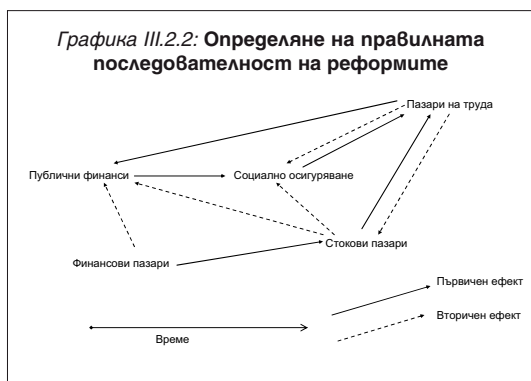 Графика III.2.2: Определяне на правилната
последователност на реформите
Пазари на труда
Публични финанси
Социално осигуряване
Стокови пазари
Финансови пазари
Първичен ефект
Вторичен ефект
Време